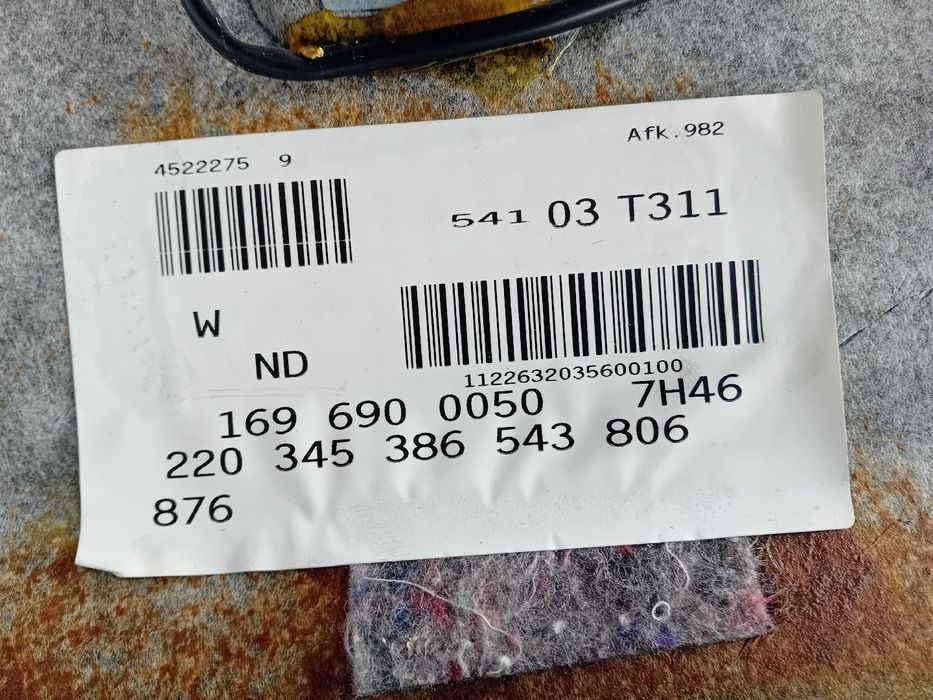 4522275 9
Afk.982
541 03 T311
W
ND
1122632035600100
169 690 0050 7H46
220 345 386 543 806
876